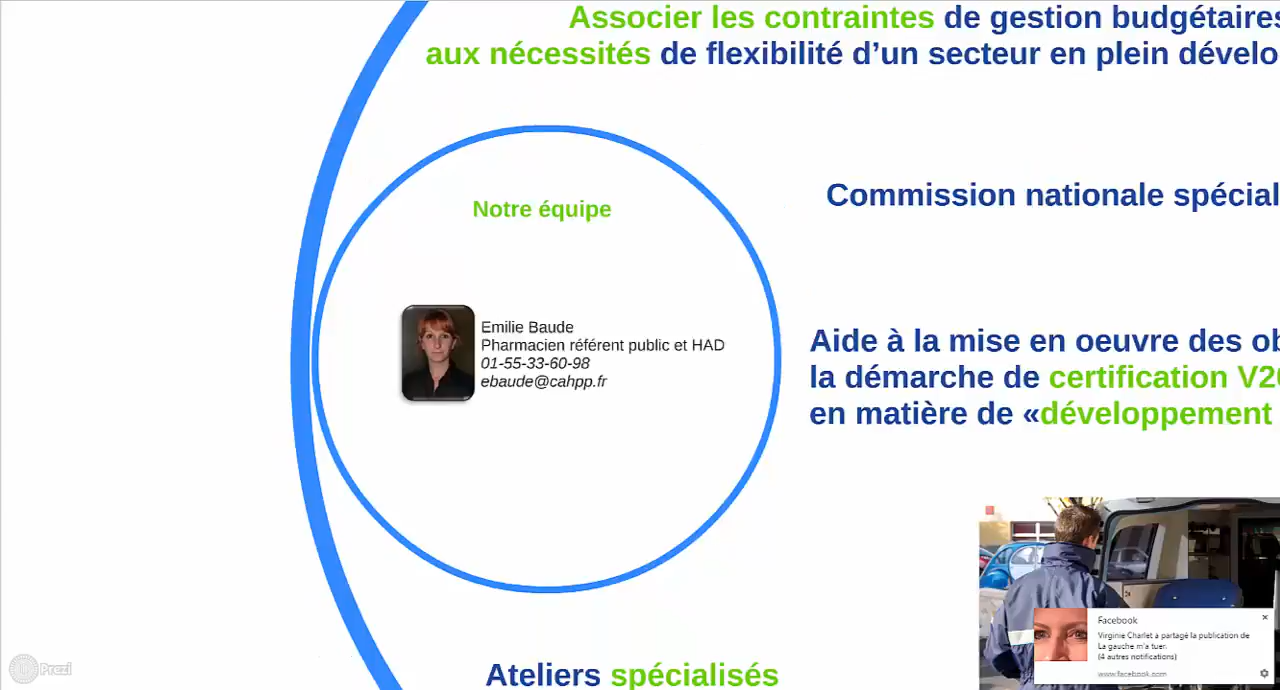 Associer les contraintes de gestion budgétaires
aux nécessités de flexibilité d’un secteur en plein dévelo
Notre équipe
Commission nationale spécial
Emilie Baude
Pharmacien référent public et HAD
01-55-33-60-98
ebaude@cahpp.fr
Aide à la mise en oeuvre des ob
la démarche de certification V20
en matière de «développement
Facebook
Virginie Charlet a partagé la publication de
La gauche m'a tuer.
(4 autres notifications)
www.facebook.com
Ateliers spécialisés
Prezi